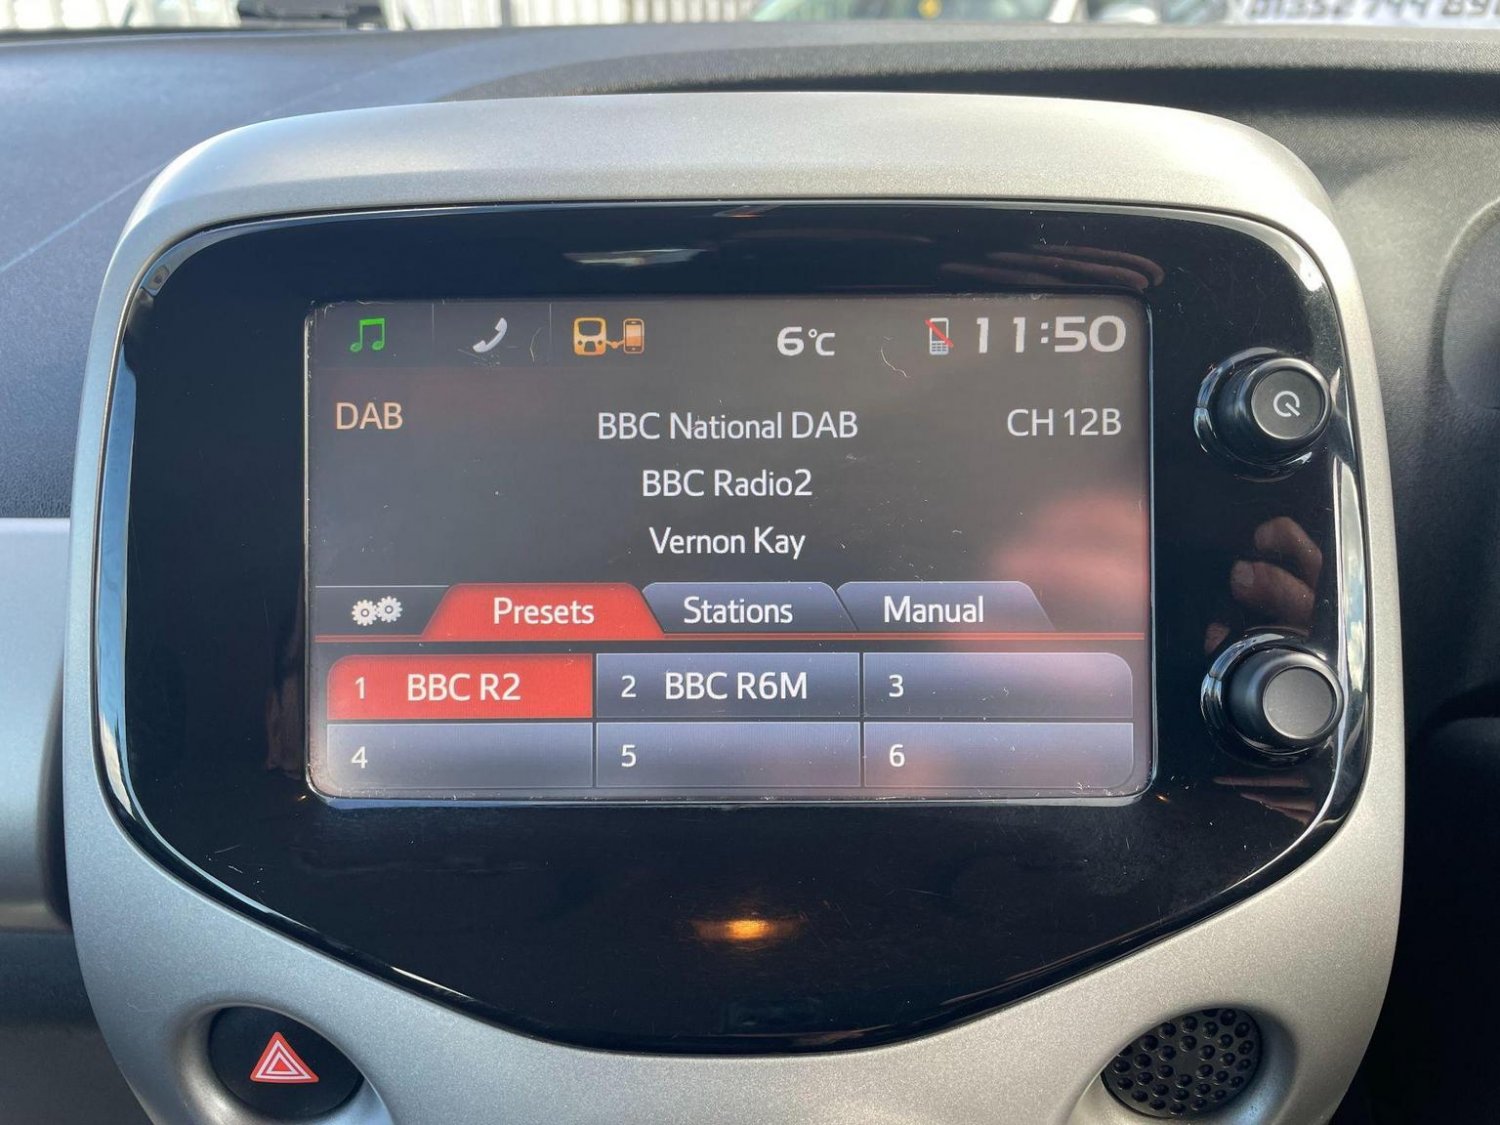 6°C
11:50
DAB
BBC National DAB
CH 12B
BBC Radio2
Vernon Kay
Presets
Stations
Manual
1 BBC R2
2 BBC R6M
3
4
5
6